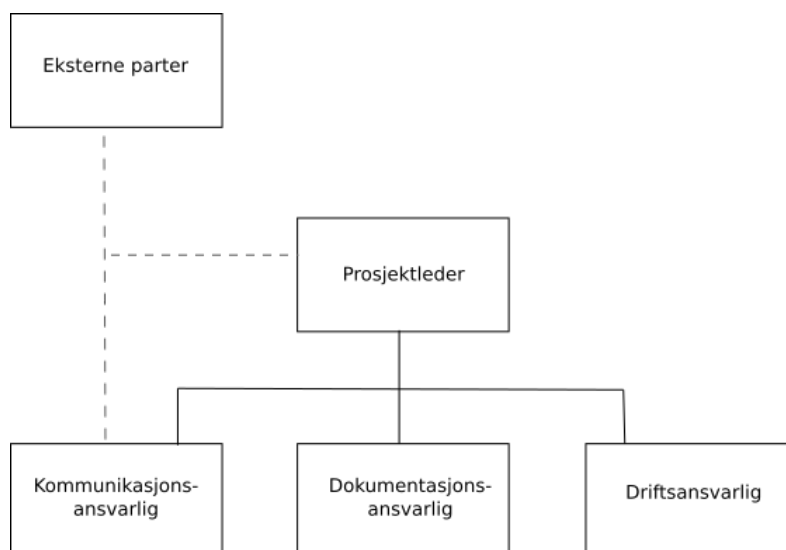 Eksterne parter
Prosjektleder
Kommunikasjons-
ansvarlig
Dokumentasjons-
ansvarlig
Driftsansvarlig